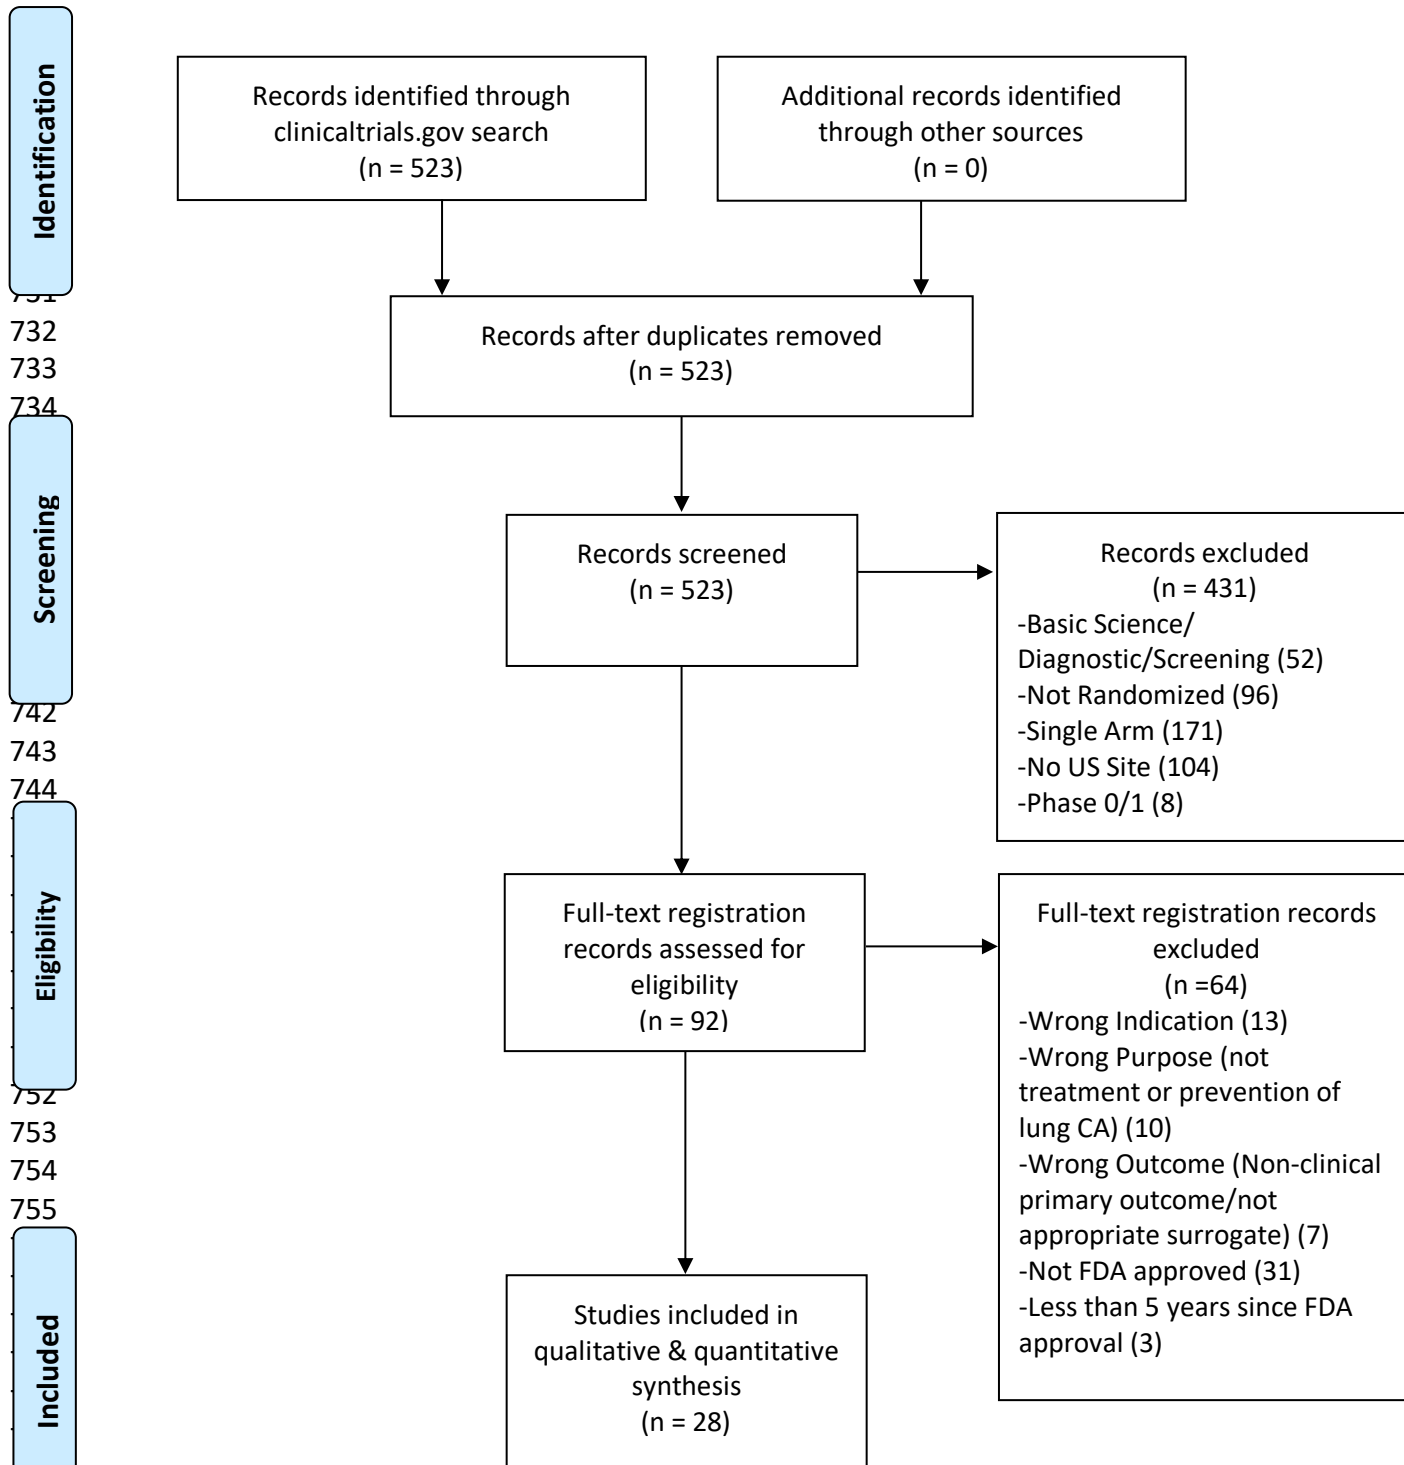 Identification
Records identified through
clinicaltrials.gov search
(n = 523)
Additional records identified
through other sources
(n = 0)
731
732
733
734
Records after duplicates removed
(n = 523)
Screening
Records screened
(n = 523)
Records excluded
(n = 431)
-Basic Science/
Diagnostic/Screening (52)
-Not Randomized (96)
-Single Arm (171)
-No US Site (104)
-Phase 0/1 (8)
742
743
744
Eligibility
Full-text registration
records assessed for
eligibility
(n = 92)
Full-text registration records
excluded
(n =64)
-Wrong Indication (13)
-Wrong Purpose (not
treatment or prevention of
lung CA) (10)
-Wrong Outcome (Non-clinical
primary outcome/not
appropriate surrogate) (7)
-Not FDA approved (31)
-Less than 5 years since FDA
approval (3)
752
753
754
755
Included
Studies included in
qualitative & quantitative
synthesis
(n = 28)